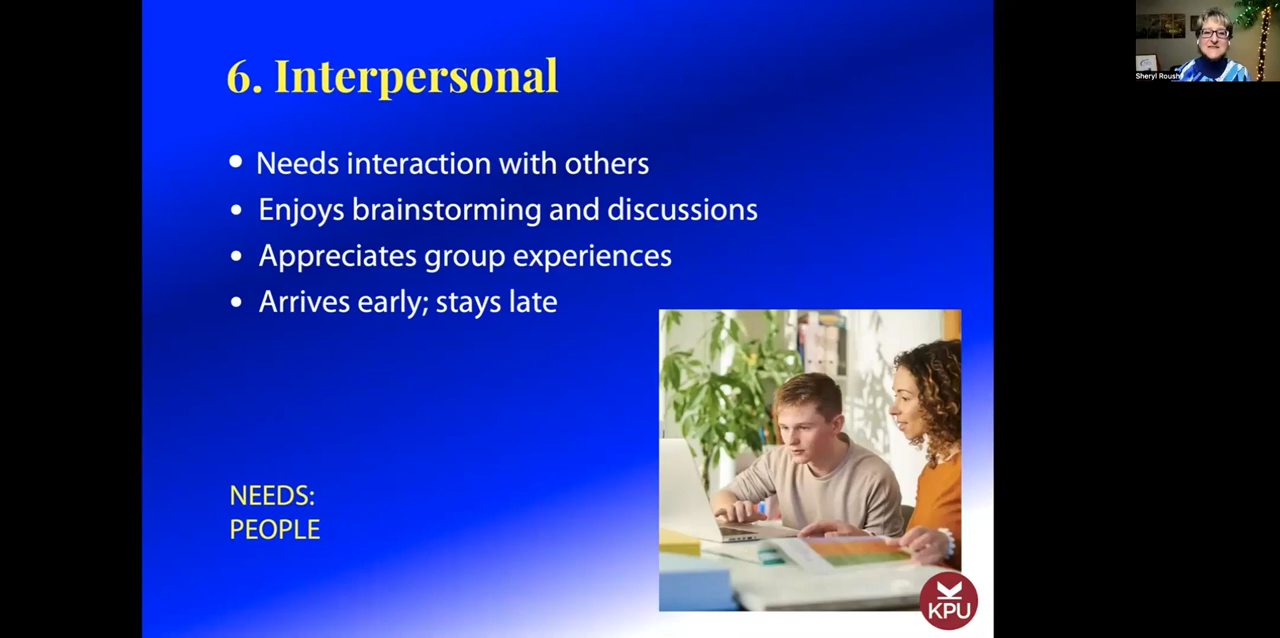 6. Interpersonal
• Needs interaction with others
• Enjoys brainstorming and discussions
• Appreciates group experiences
• Arrives early; stays late
NEEDS:
PEOPLE
KPU
Sheryl Roush